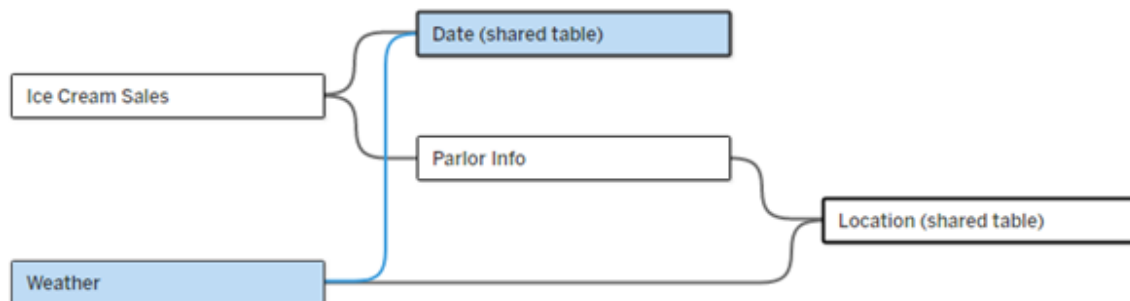 Date (shared table)
Ice Cream Sales
Parlor Info
Location (shared table)
Weather